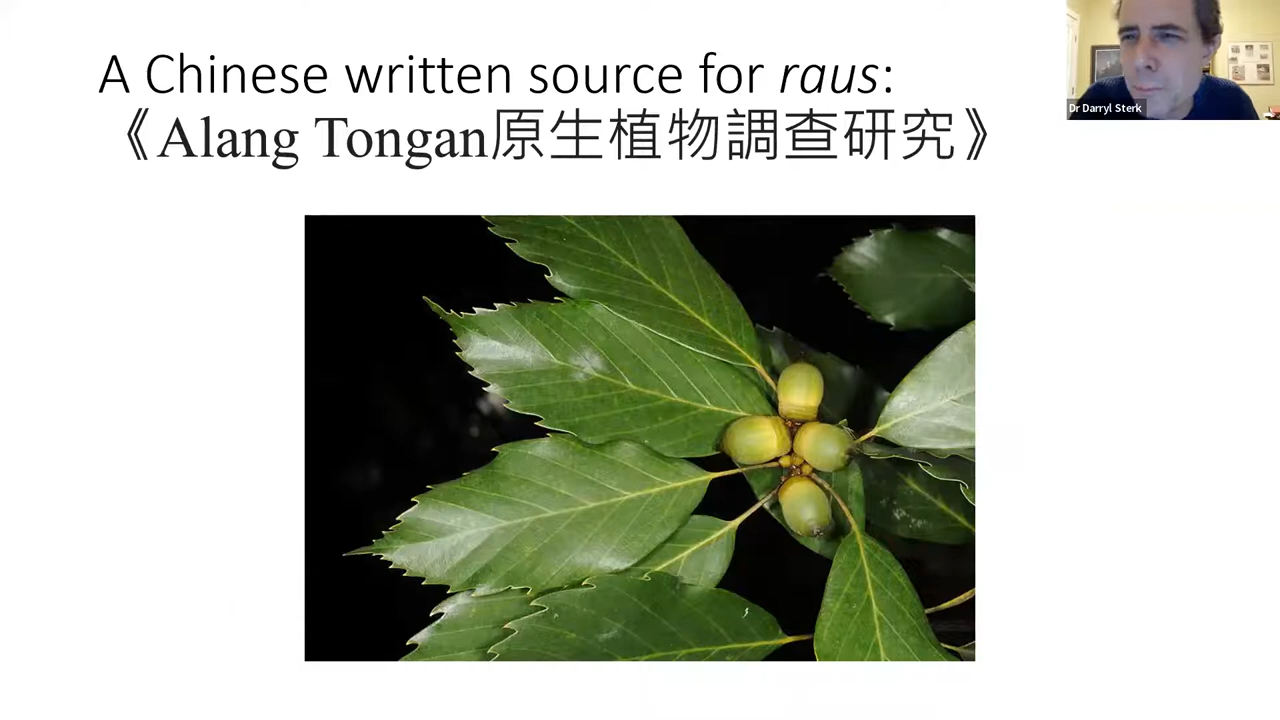 A Chinese written source for raus:
《Alang Tongan原生植物調查研究》
Dr Darryl Sterk